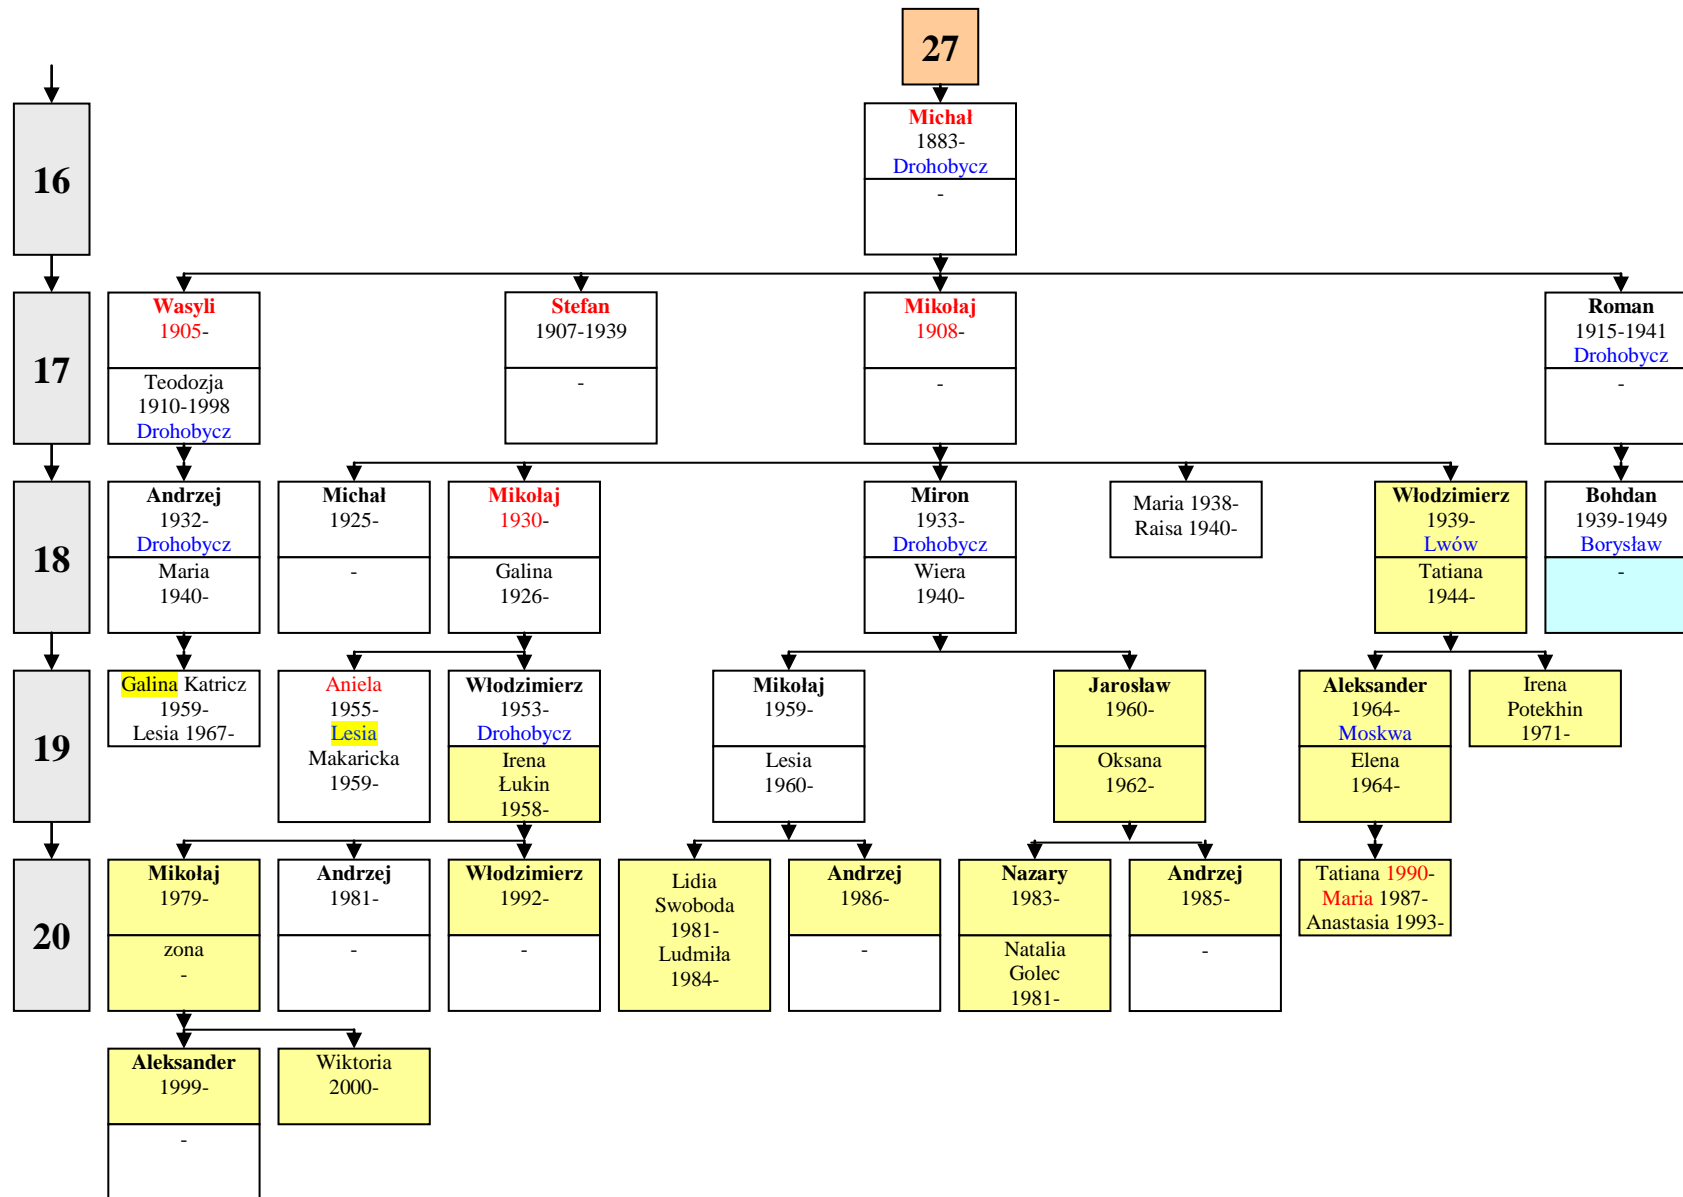 27
16
Michał
1883-
Drohobycz
-
17
Wasyli
1905-
Teodozja
1910-1998
Drohobycz
Stefan
1907-1939
-
Mikołaj
1908-
-
Roman
1915-1941
Drohobycz
-
18
Andrzej
1932-
Drohobycz
Maria
1940-
Michał
1925-
-
Mikołaj
1930-
Galina
1926-
Miron
1933-
Drohobycz
Wiera
1940-
Maria 1938-
Raisa 1940-
Włodzimierz
1939-
Lwów
Tatiana
1944-
Bohdan
1939-1949
Borysław
-
19
Galina Katricz
1959-
Lesia 1967-
Aniela
1955-
Lesia
Makaricka
1959-
Włodzimierz
1953-
Drohobycz
Irena
Łukin
1958-
Mikołaj
1959-
Lesia
1960-
Jarosław
1960-
Oksana
1962-
Aleksander
1964-
Moskwa
Elena
1964-
Irena
Potekhin
1971-
20
Mikołaj
1979-
zona
-
Andrzej
1981-
-
Włodzimierz
1992-
-
Lidia
Swoboda
1981-
Ludmiła
1984-
Andrzej
1986-
-
Nazary
1983-
Natalia
Golec
1981-
Andrzej
1985-
-
Tatiana 1990-
Maria 1987-
Anastasia 1993-
Aleksander
1999-
-
Wiktoria
2000-